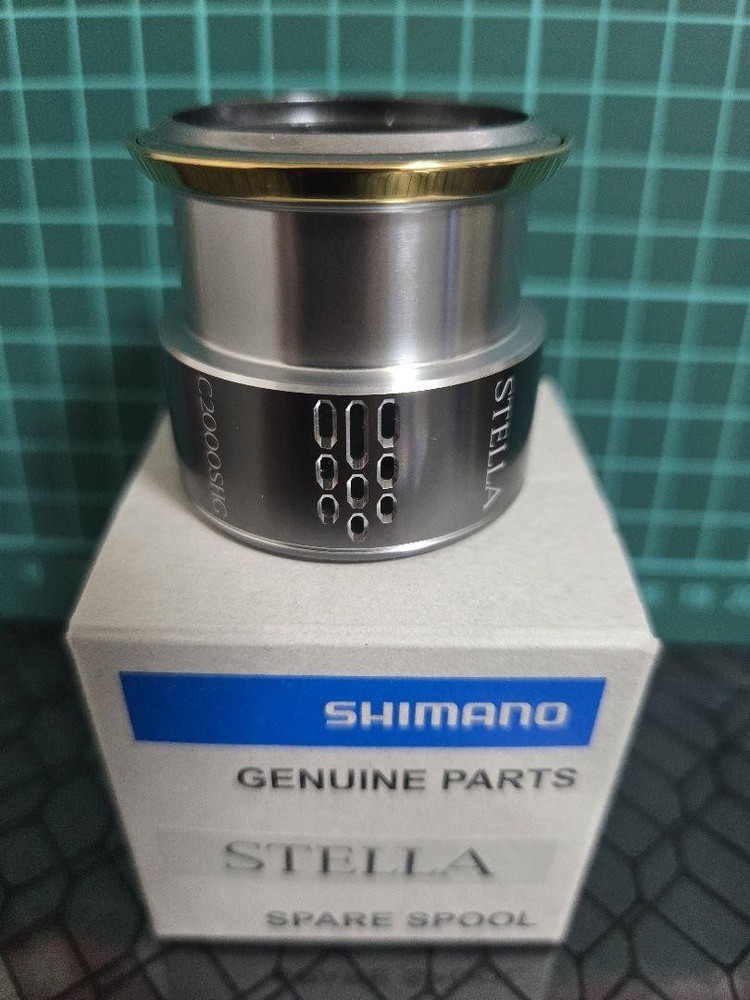 C2000SHG
STELLA
SHIMANO
GENUINE PARTS
STELLA
SPARE SPOOL